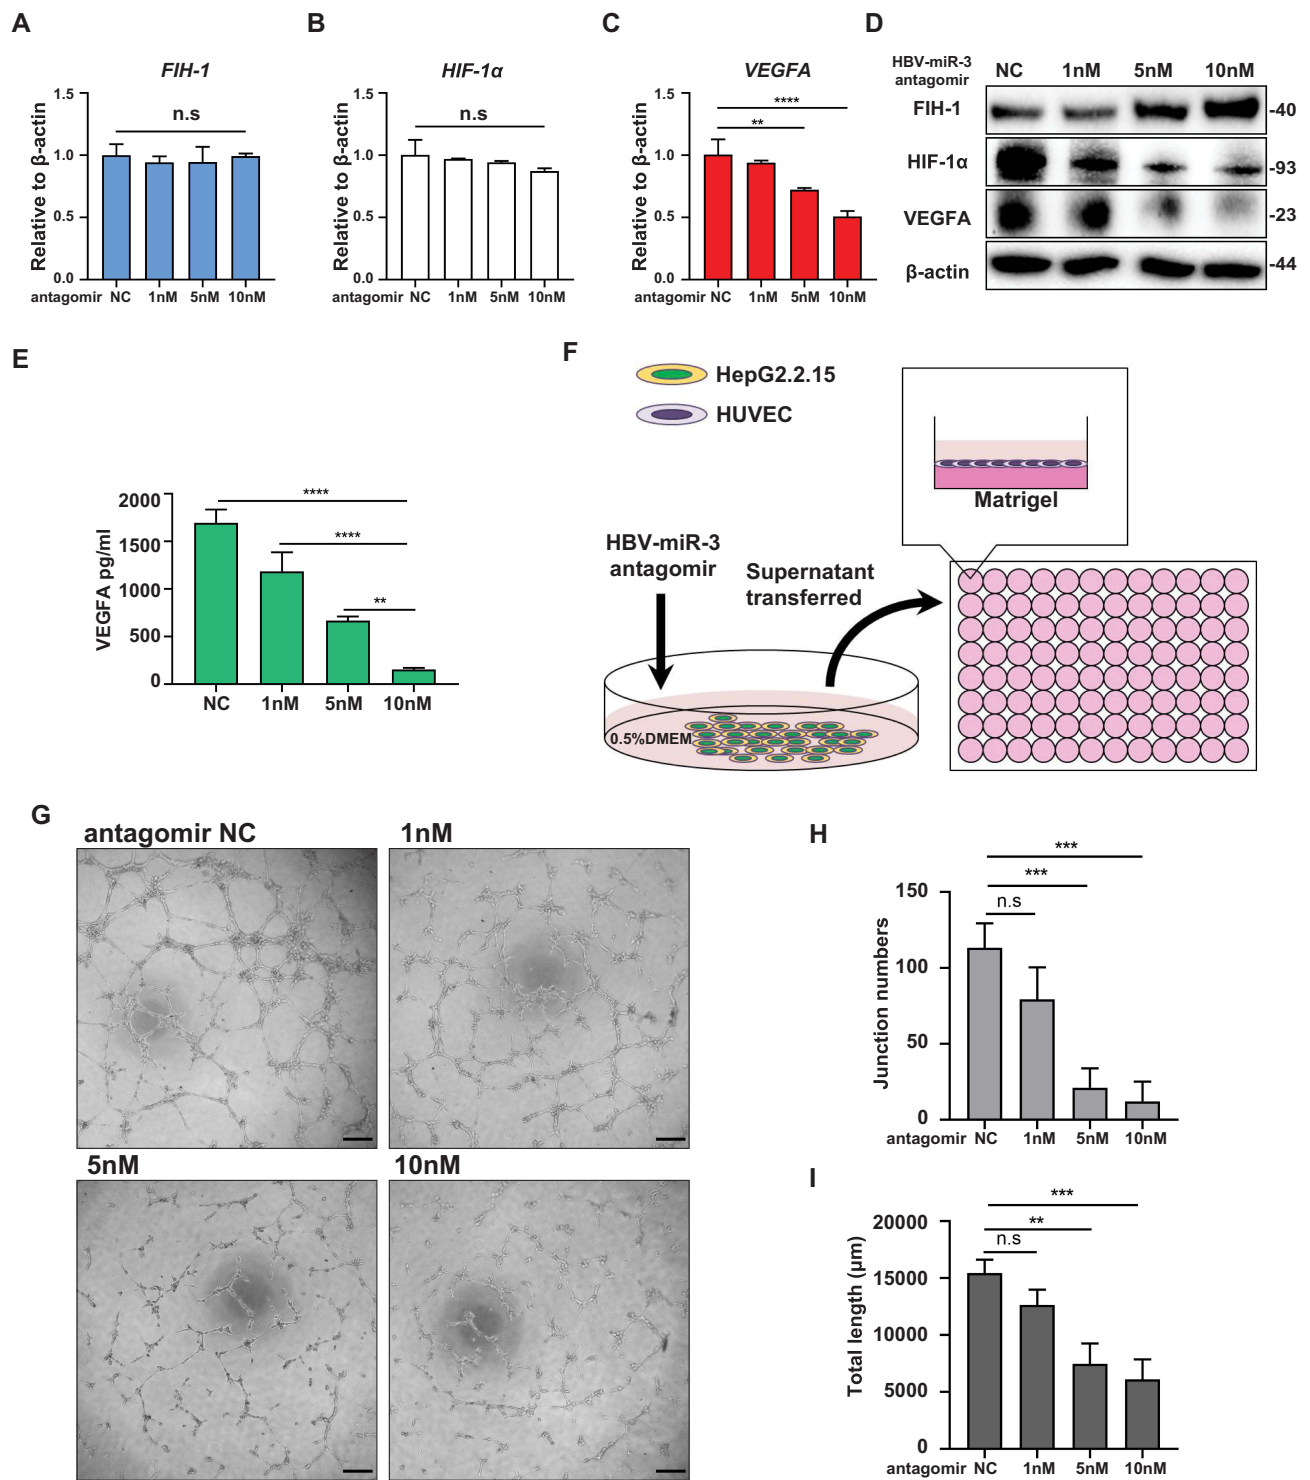 A
FIH-1
Relative to β-actin
1.5
1.0
0.5
0.0
n.s
antagomir NC 1nM 5nM 10nM
B
HIF-1α
Relative to β-actin
1.5
1.0
0.5
0.0
n.s
antagomir NC 1nM 5nM 10nM
C
VEGFA
Relative to β-actin
1.5
1.0
0.5
0.0
****
**
antagomir NC 1nM 5nM 10nM
D
HBV-miR-3
antagomir
NC 1nM 5nM 10nM
FIH-1 -40
HIF-1α -93
VEGFA -23
β-actin -44
E
VEGFA pg/ml
2000
1500
1000
500
0
****
****
**
NC 1nM 5nM 10nM
F
HepG2.2.15
HUVEC
Matrigel
HBV-miR-3
antagomir
Supernatant
transferred
0.5%DMEM
G
antagomir NC
1nM
5nM
10nM
H
Junction numbers
150
100
50
0
***
***
n.s
antagomir NC 1nM 5nM 10nM
I
Total length (μm)
20000
15000
10000
5000
0
***
**
n.s
antagomir NC 1nM 5nM 10nM